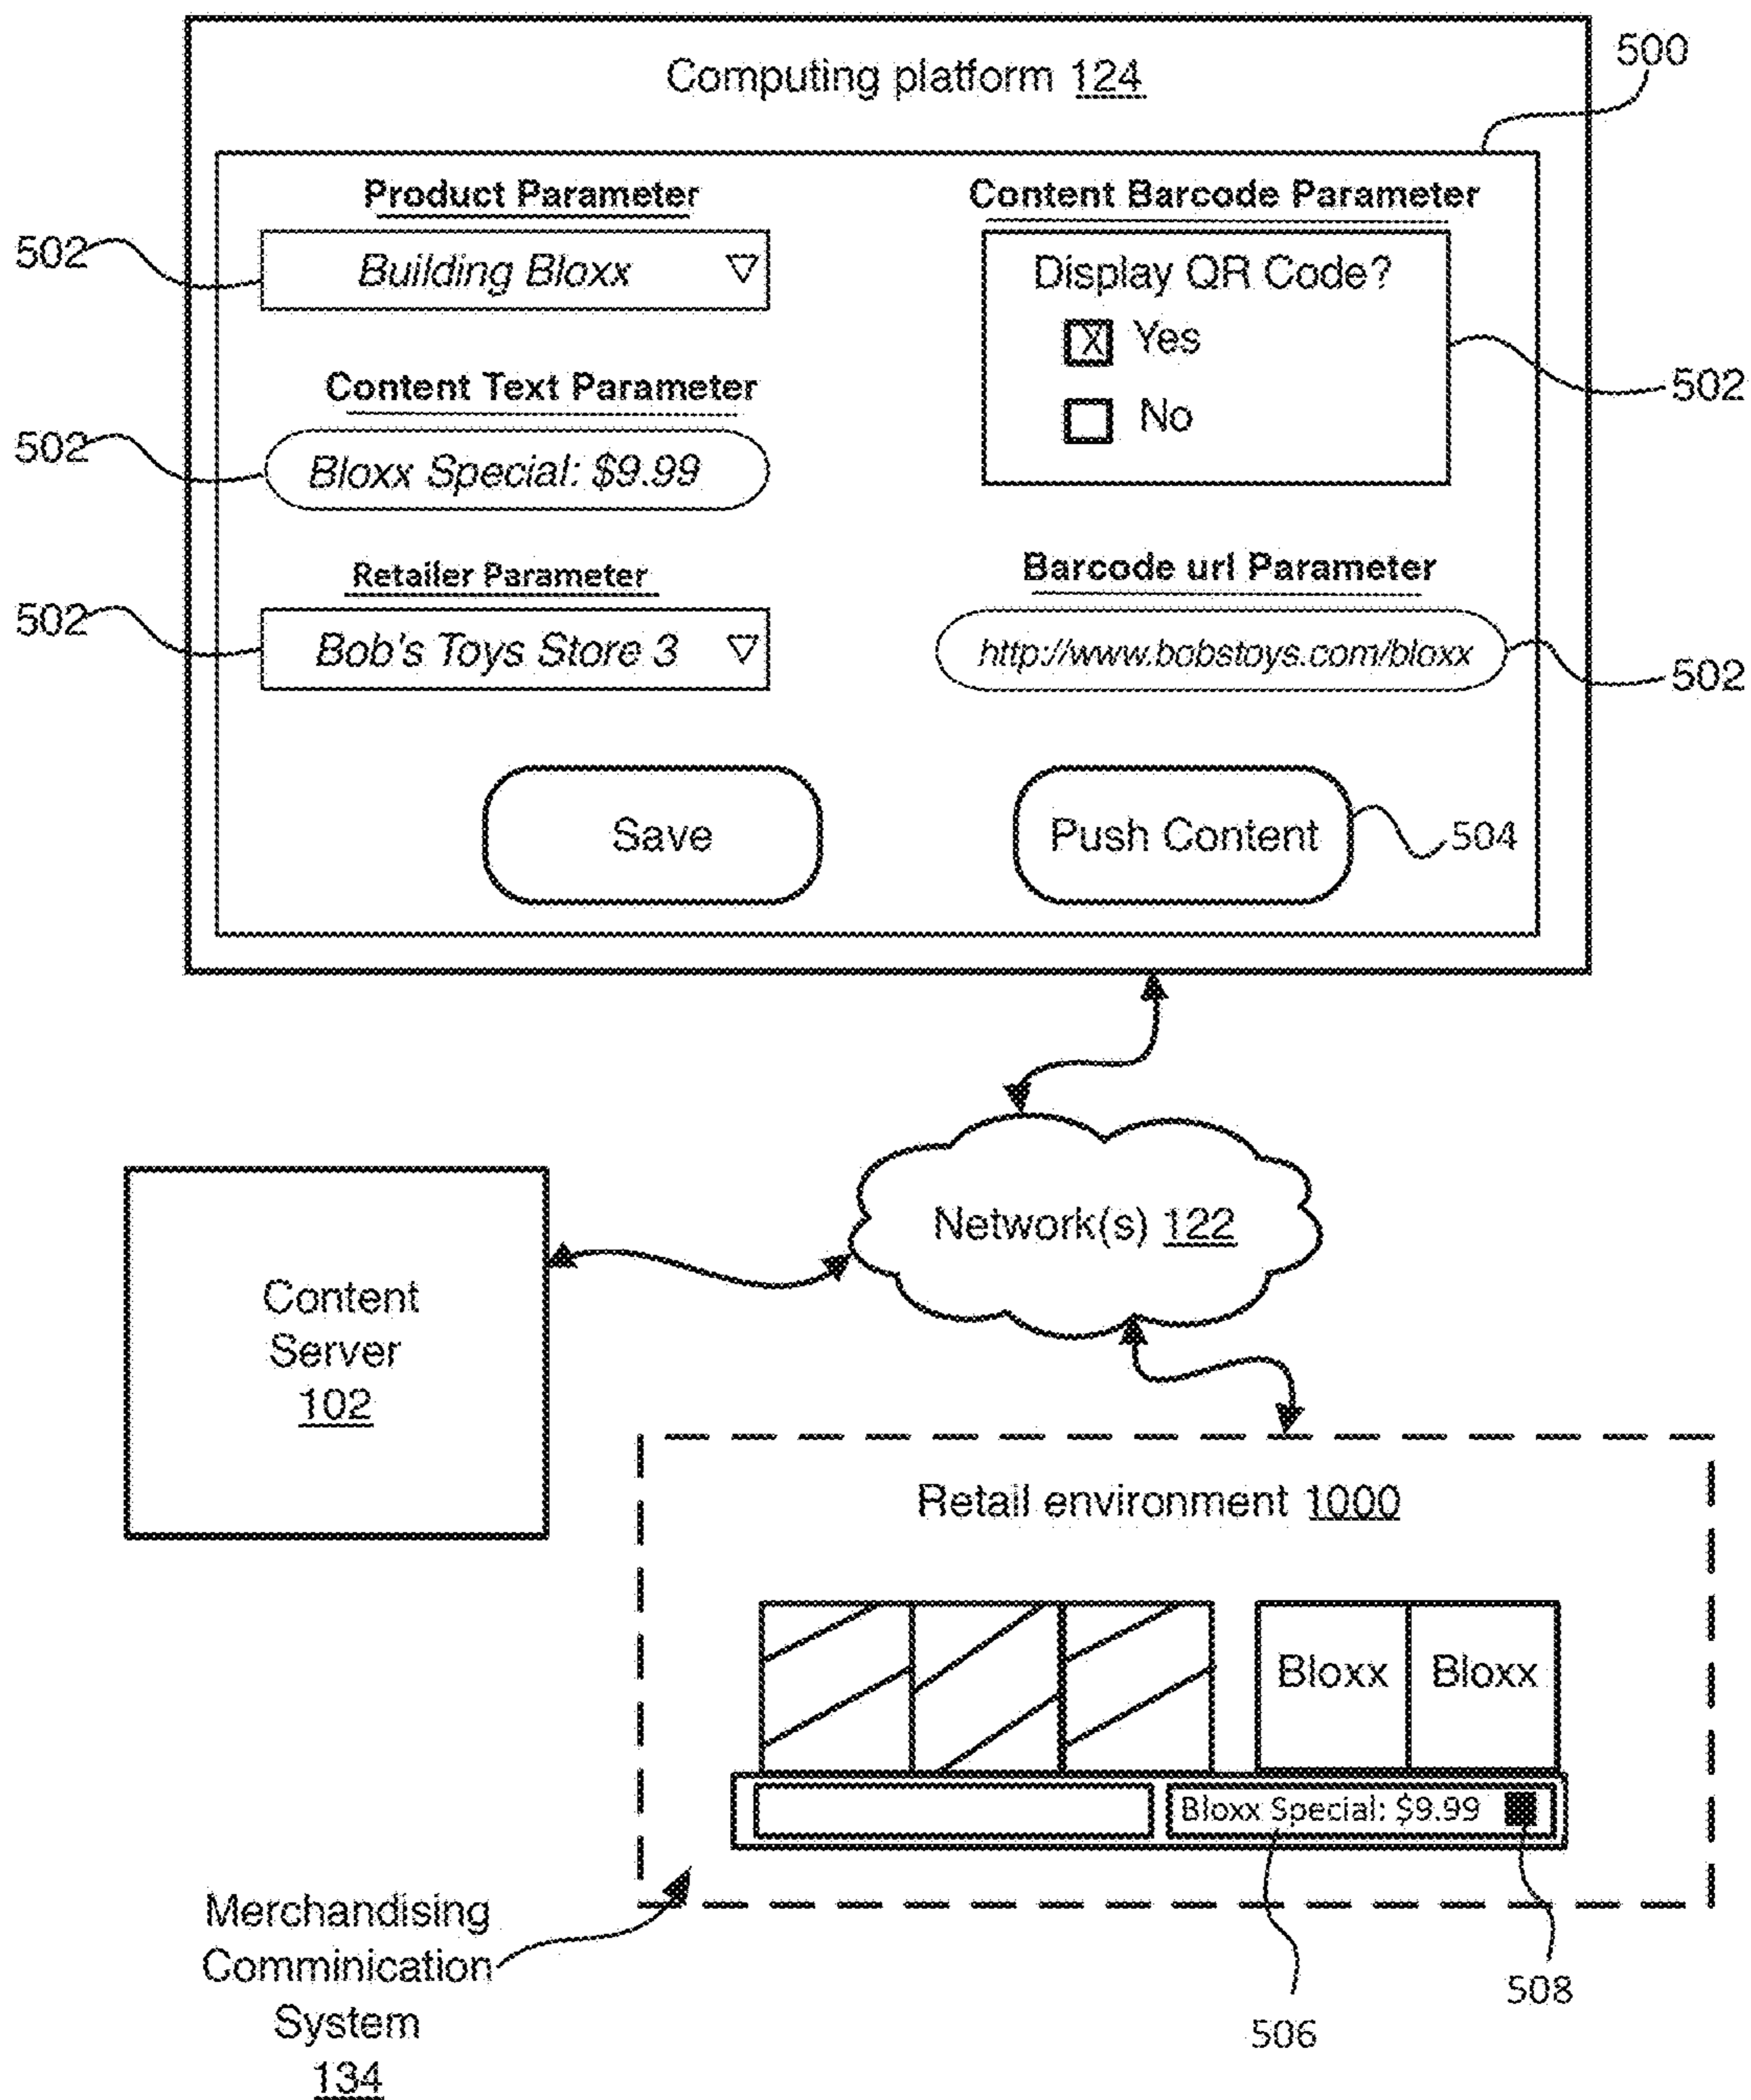 Computing platform 124
500
Product Parameter
Content Barcode Parameter
502
Building Bloxx
Display QR Code?
X Yes
No
502
Content Text Parameter
502
Bloxx Special: $9.99
Retailer Parameter
Barcode url Parameter
502
Bob's Toys Store 3
http://www.bobstoys.com/bloxx
502
Save
Push Content
504
Network(s) 122
Content
Server
102
Retail environment 1000
Bloxx
Bloxx
Bloxx Special: $9.99
Merchandising
Comminication
System
134
506
508